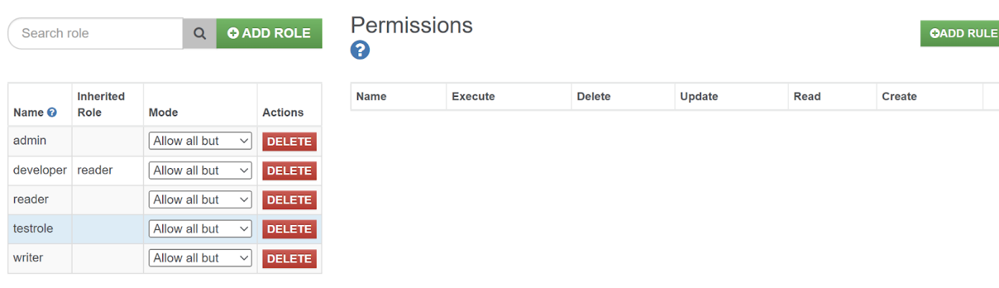 Search role
ADD ROLE
Permissions
?
ADD RULE
Name ? Inherited Role Mode Actions
admin Allow all but DELETE
developer reader Allow all but DELETE
reader Allow all but DELETE
testrole Allow all but DELETE
writer Allow all but DELETE
Name Execute Delete Update Read Create